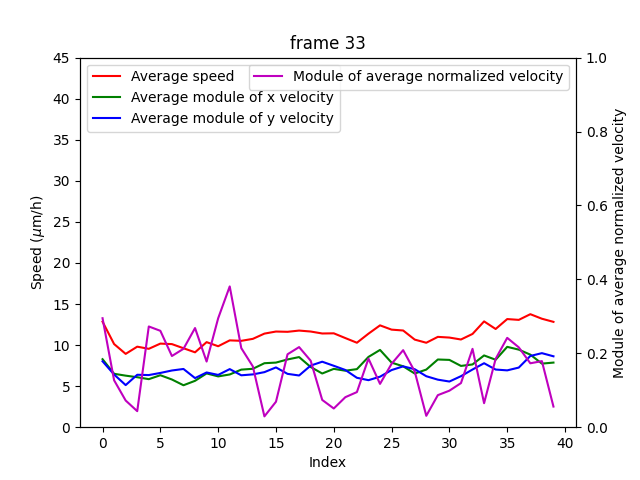 frame 33
Average speed
Average module of x velocity
Average module of y velocity
Module of average normalized velocity
Speed (μm/h)
45
40
35
30
25
20
15
10
5
0
1.0
0.8
0.6
0.4
0.2
0.0
Module of average normalized velocity
0 5 10 15 20 25 30 35 40
Index